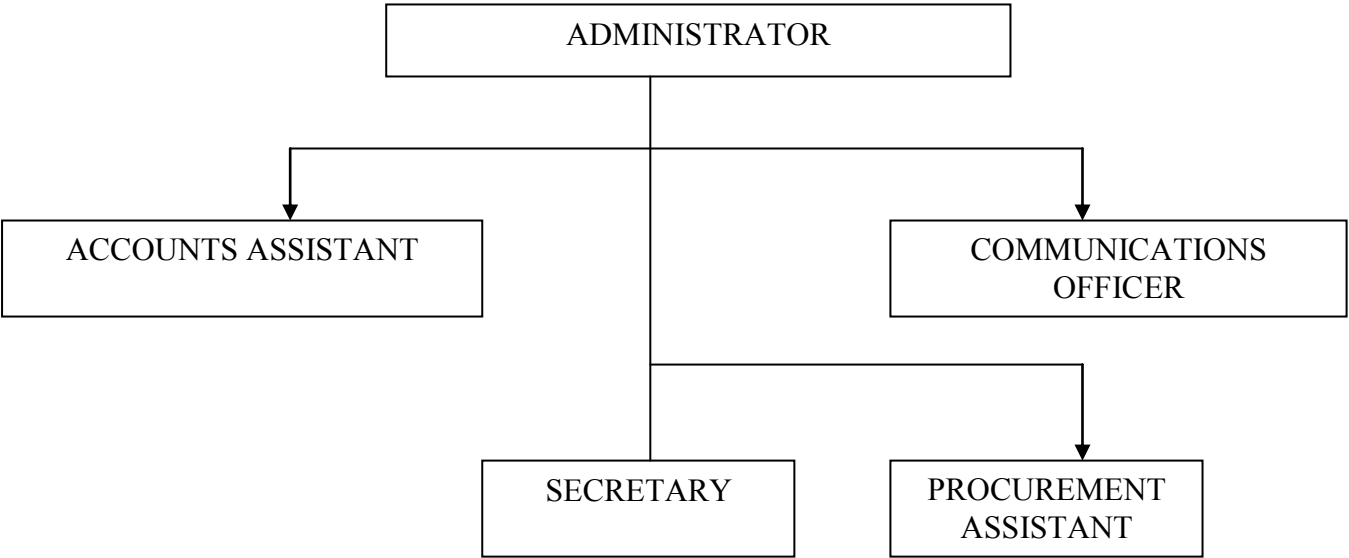 ADMINISTRATOR
ACCOUNTS ASSISTANT
COMMUNICATIONS
OFFICER
SECRETARY
PROCUREMENT
ASSISTANT